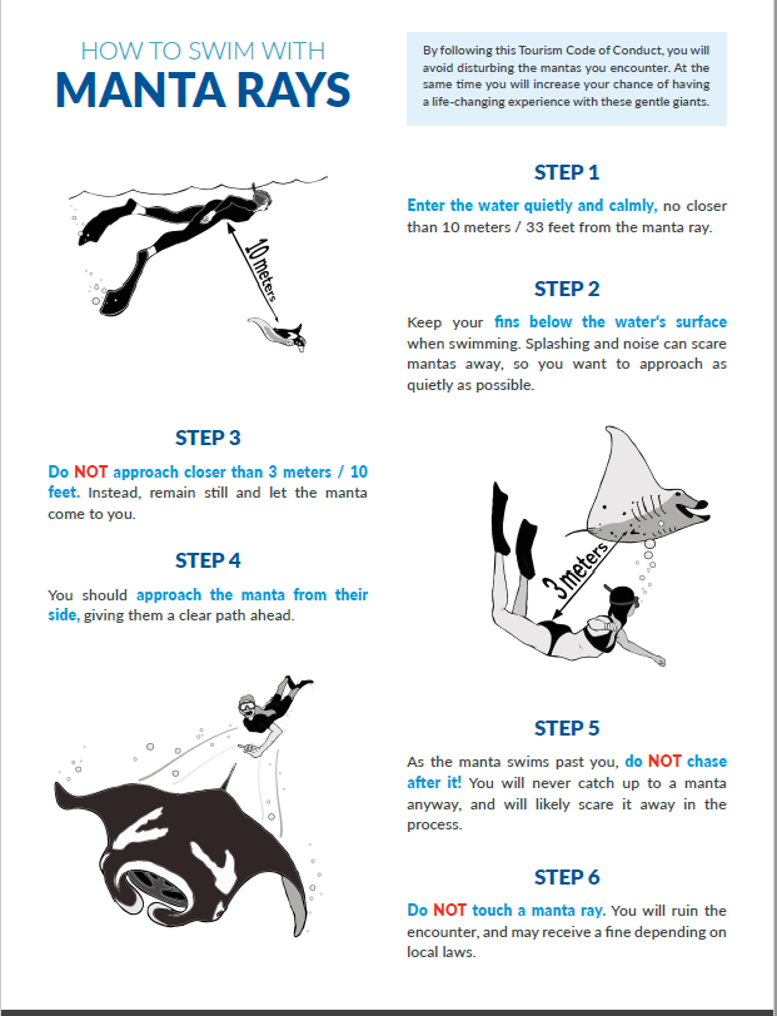 HOW TO SWIM WITH
MANTA RAYS
By following this Tourism Code of Conduct, you will
avoid disturbing the mantas you encounter. At the
same time you will increase your chance of having
a life-changing experience with these gentle giants.
10 meters
STEP 1
Enter the water quietly and calmly, no closer
than 10 meters / 33 feet from the manta ray.
STEP 2
Keep your fins below the water's surface
when swimming. Splashing and noise can scare
mantas away, so you want to approach as
quietly as possible.
STEP 3
Do NOT approach closer than 3 meters / 10
feet. Instead, remain still and let the manta
come to you.
3 meters
STEP 4
You should approach the manta from their
side, giving them a clear path ahead.
STEP 5
As the manta swims past you, do NOT chase
after it! You will never catch up to a manta
anyway, and will likely scare it away in the
process.
STEP 6
Do NOT touch a manta ray. You will ruin the
encounter, and may receive a fine depending on
local laws.